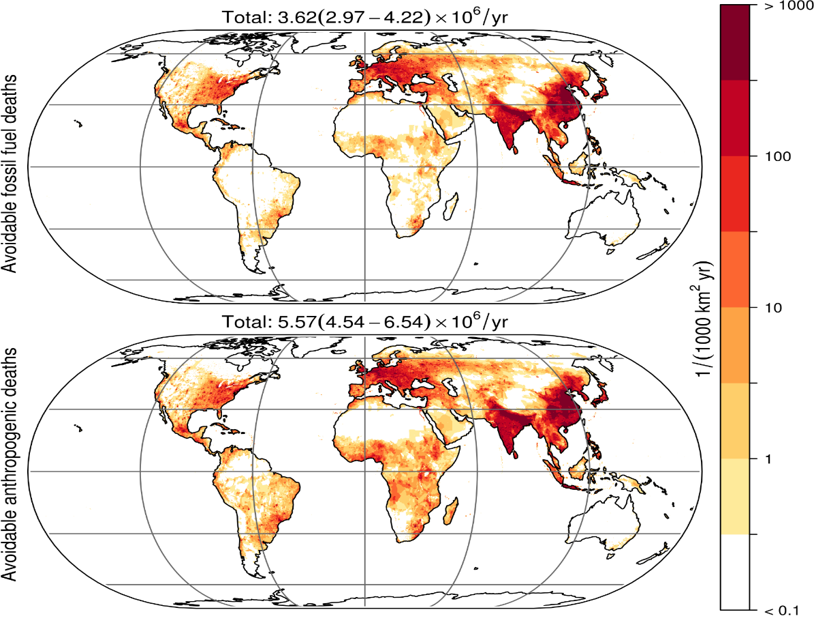 Total: 3.62(2.97−4.22)×10⁶/yr
Avoidable fossil fuel deaths
Total: 5.57(4.54−6.54)×10⁶/yr
Avoidable anthropogenic deaths
> 1000
100
10
1
< 0.1
1/(1000 km² yr)